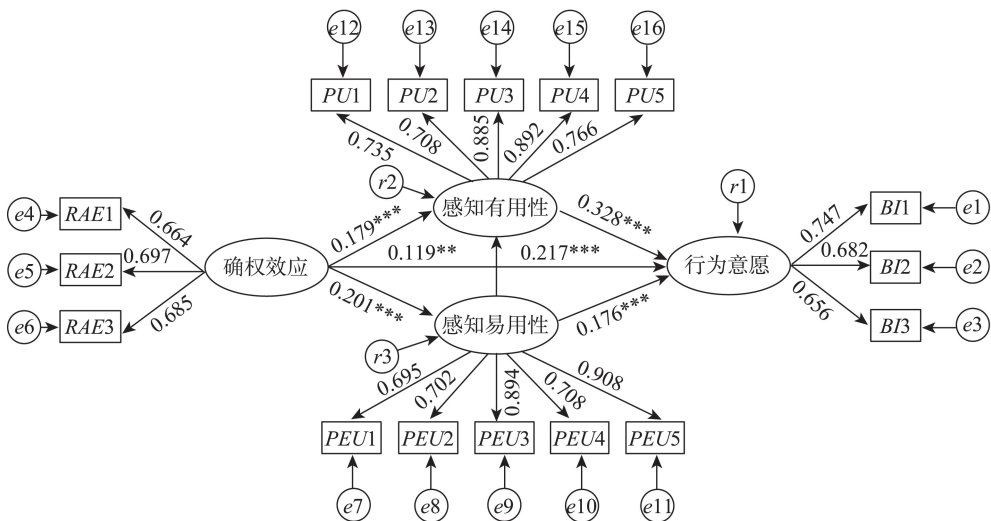 e12 e13 e14 e15 e16
PU1 PU2 PU3 PU4 PU5
0.735 0.708 0.885 0.892 0.766
r2 感知有用性 r1
e4 RAE1 0.664 0.179*** 0.328*** 0.747 BI1 e1
e5 RAE2 0.697 确权效应 0.119** 0.217*** 行为意愿 0.682 BI2 e2
e6 RAE3 0.685 0.201*** 感知易用性 0.176*** 0.656 BI3 e3
r3
0.695 0.702 0.894 0.708 0.908
PEU1 PEU2 PEU3 PEU4 PEU5
e7 e8 e9 e10 e11